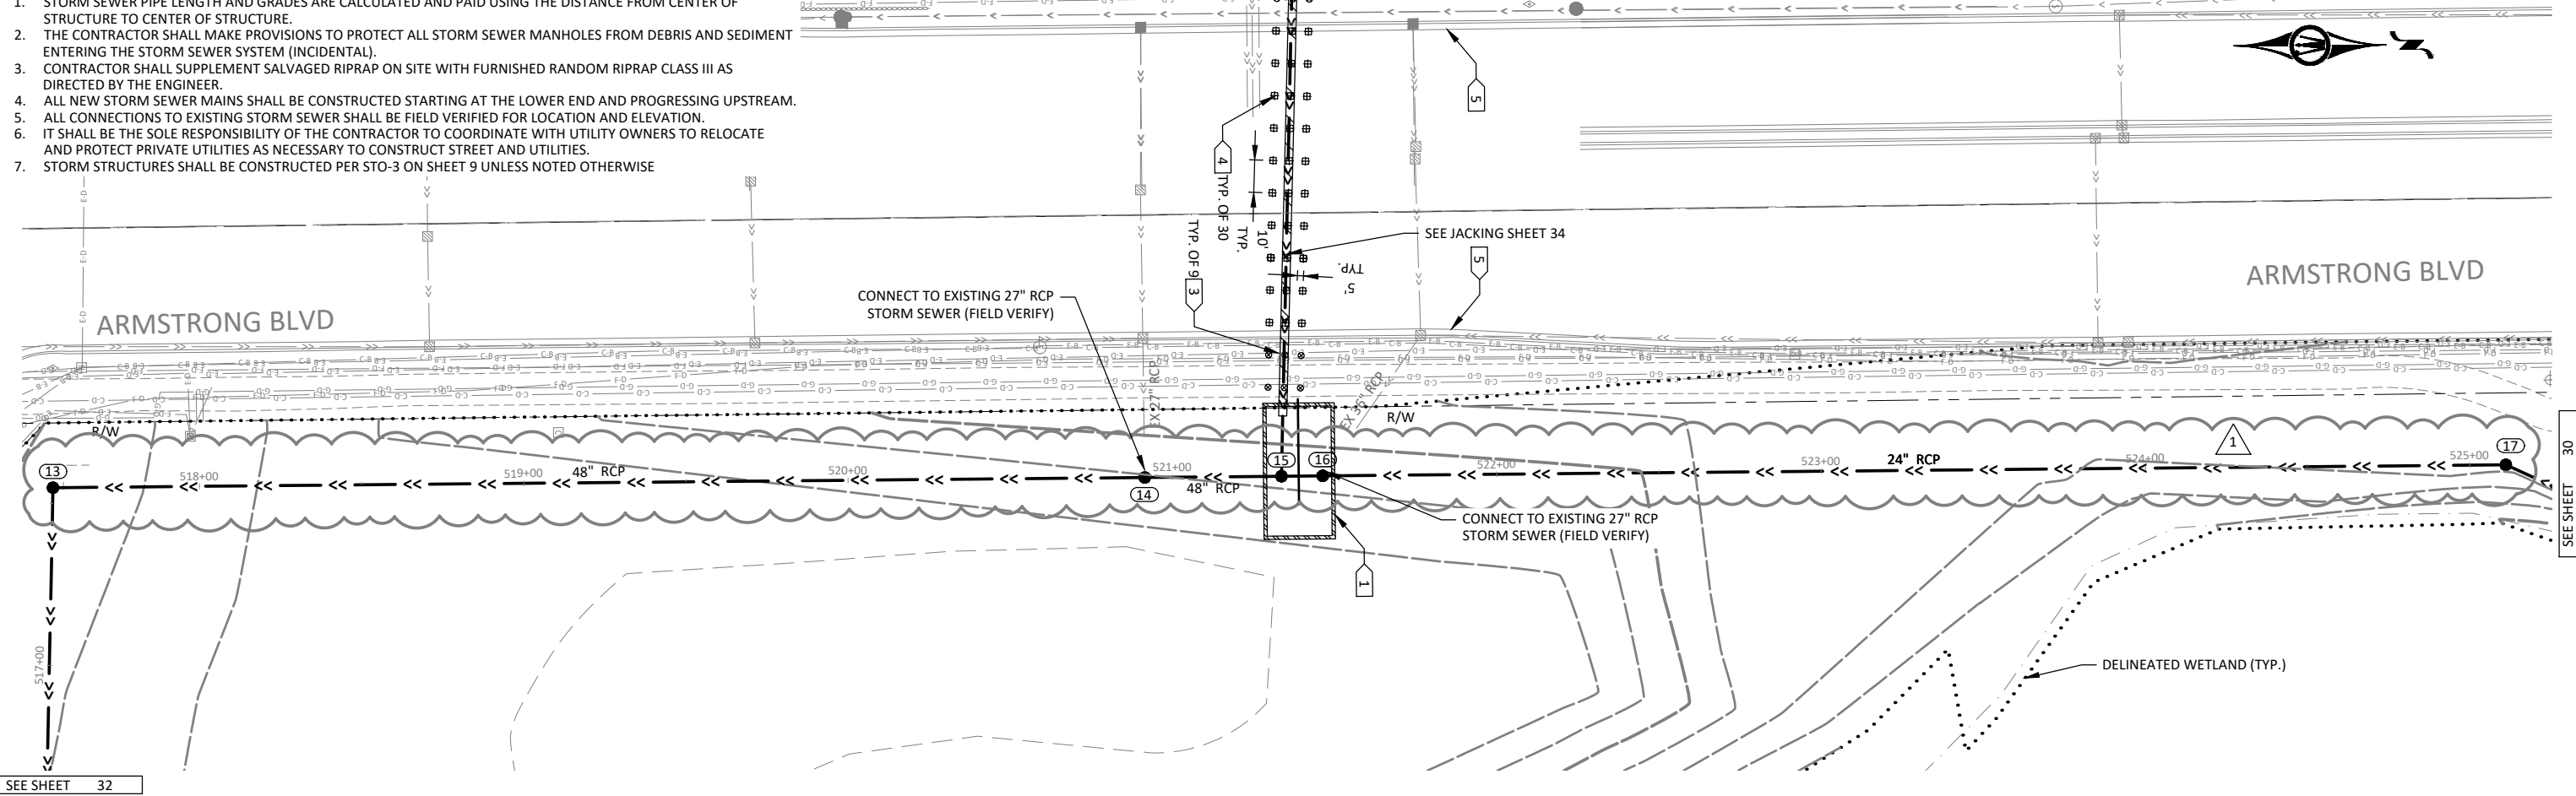 1. STORM SEWER PIPE LENGTH AND GRADES ARE CALCULATED AND PAID USING THE DISTANCE FROM CENTER OF
STRUCTURE TO CENTER OF STRUCTURE.
2. THE CONTRACTOR SHALL MAKE PROVISIONS TO PROTECT ALL STORM SEWER MANHOLES FROM DEBRIS AND SEDIMENT
ENTERING THE STORM SEWER SYSTEM (INCIDENTAL).
3. CONTRACTOR SHALL SUPPLEMENT SALVAGED RIPRAP ON SITE WITH FURNISHED RANDOM RIPRAP CLASS III AS
DIRECTED BY THE ENGINEER.
4. ALL NEW STORM SEWER MAINS SHALL BE CONSTRUCTED STARTING AT THE LOWER END AND PROGRESSING UPSTREAM.
5. ALL CONNECTIONS TO EXISTING STORM SEWER SHALL BE FIELD VERIFIED FOR LOCATION AND ELEVATION.
6. IT SHALL BE THE SOLE RESPONSIBILITY OF THE CONTRACTOR TO COORDINATE WITH UTILITY OWNERS TO RELOCATE
AND PROTECT PRIVATE UTILITIES AS NECESSARY TO CONSTRUCT STREET AND UTILITIES.
7. STORM STRUCTURES SHALL BE CONSTRUCTED PER STO-3 ON SHEET 9 UNLESS NOTED OTHERWISE
Z
5
4 TYP. OF 30
10'
TYP.
3
TYP. OF 9
SEE JACKING SHEET 34
5
5'
TYP.
ARMSTRONG BLVD
ARMSTRONG BLVD
CONNECT TO EXISTING 27" RCP
STORM SEWER (FIELD VERIFY)
EX 27" RCP
EX 36" RCP
R/W
R/W
13
518+00
519+00
48" RCP
520+00
14
521+00
48" RCP
15
16
522+00
523+00
24" RCP
524+00
1
525+00
17
SEE SHEET 30
CONNECT TO EXISTING 27" RCP
STORM SEWER (FIELD VERIFY)
1
517+00
DELINEATED WETLAND (TYP.)
SEE SHEET 32